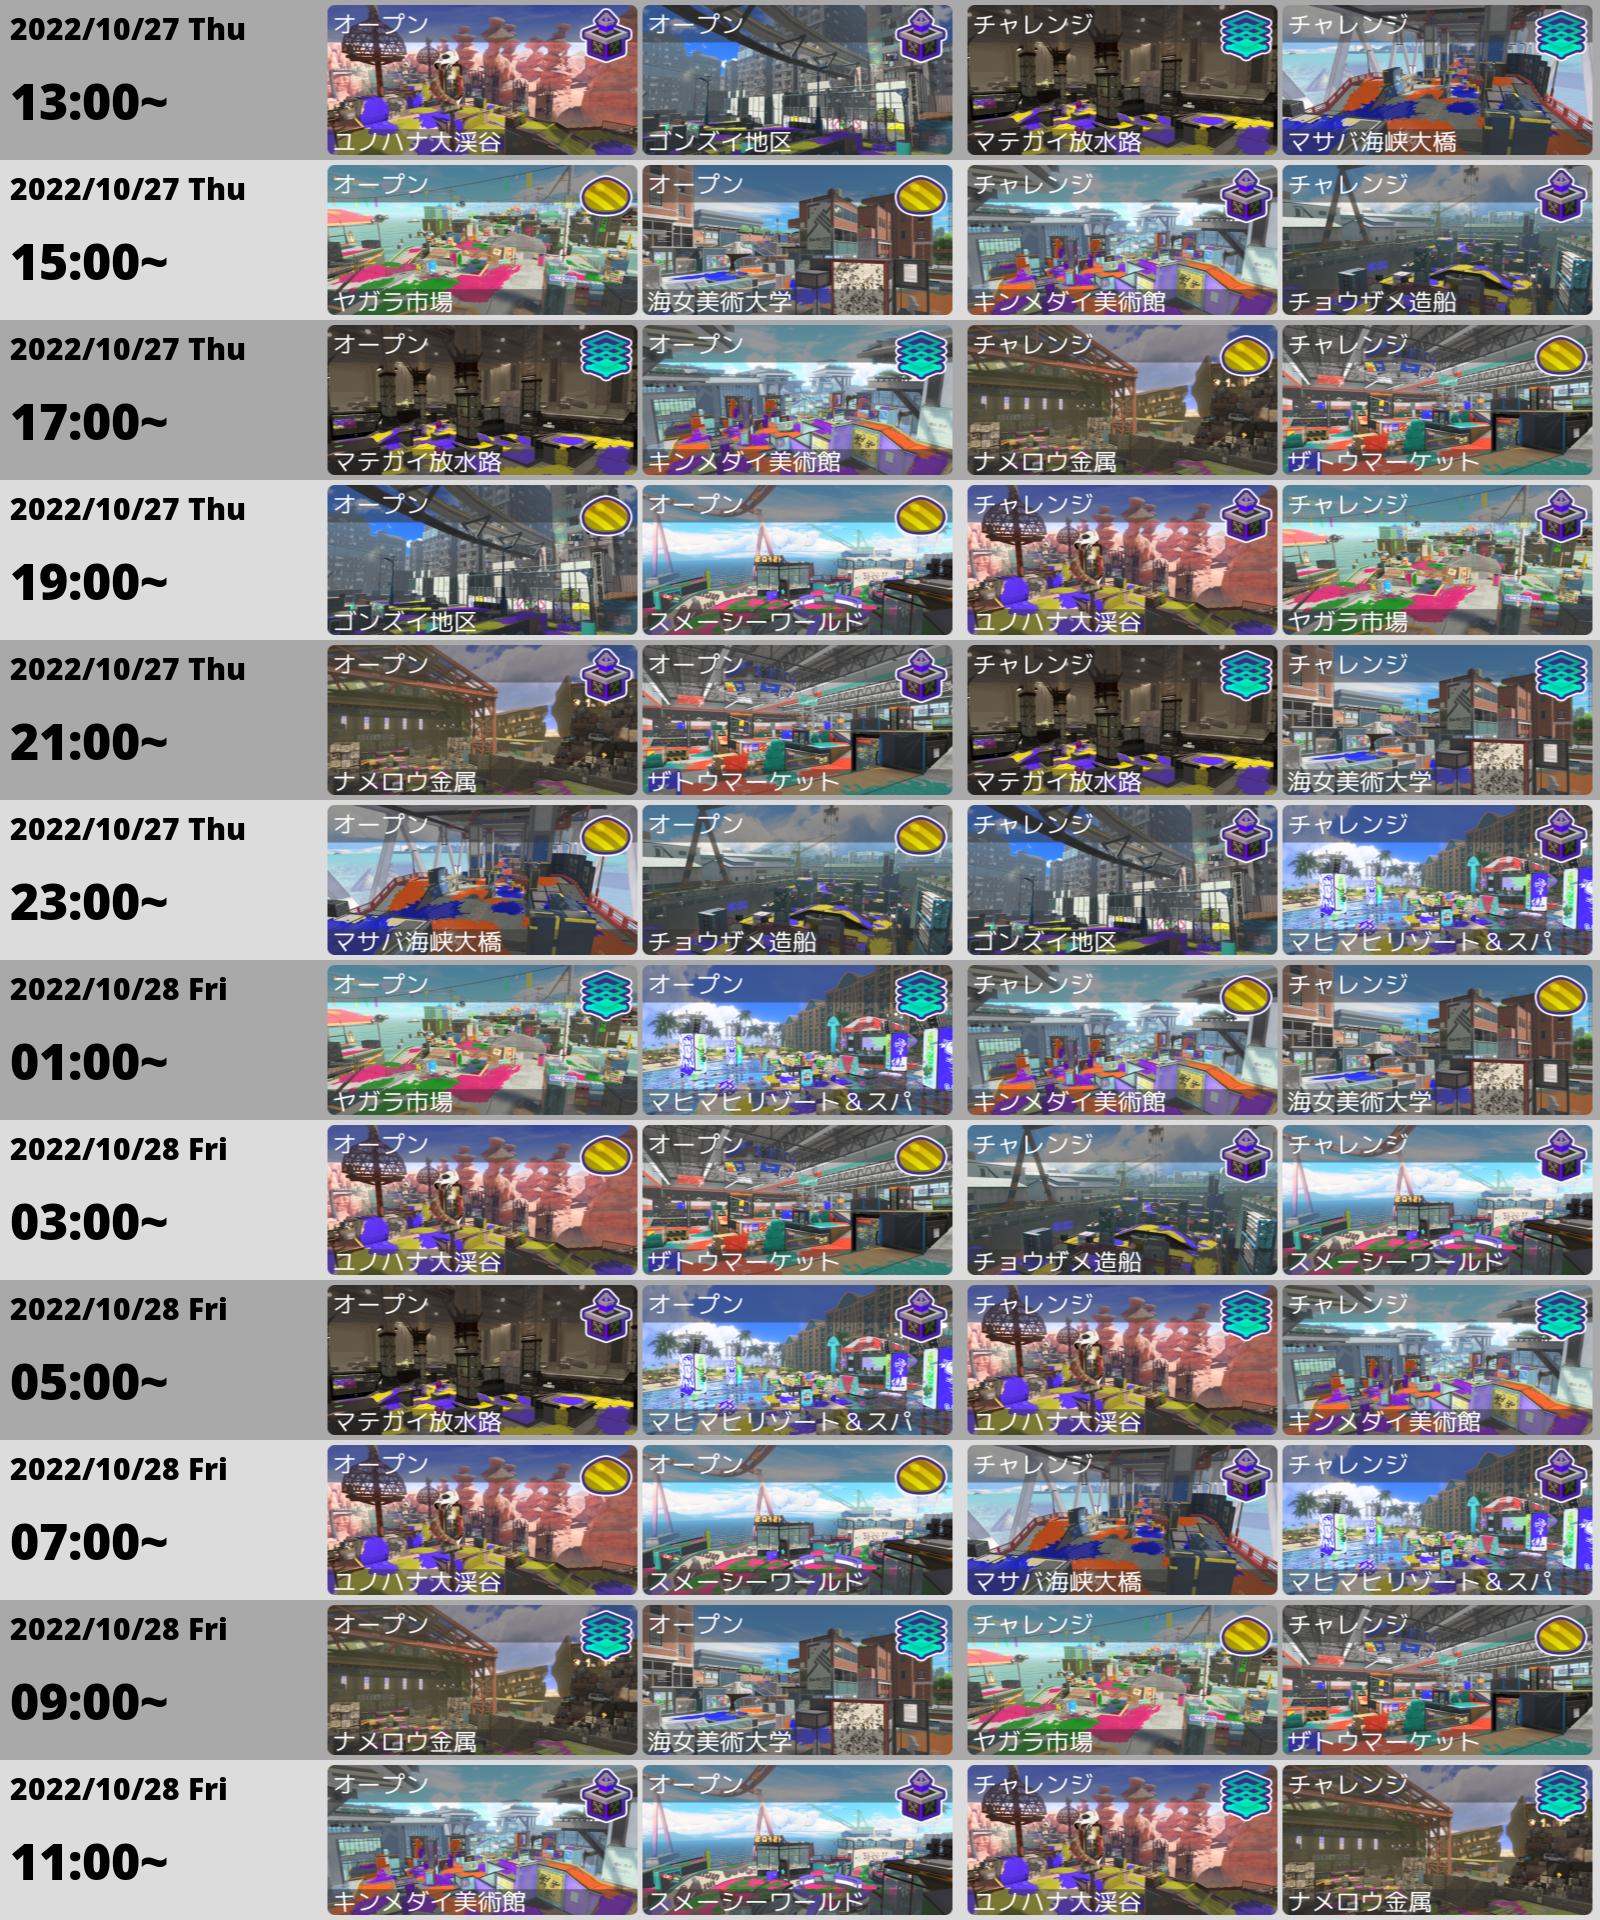 2022/10/27 Thu
13:00~
オープン
ユノハナ大渓谷
オープン
ゴンズイ地区
チャレンジ
マテガイ放水路
チャレンジ
マサバ海峡大橋
2022/10/27 Thu
15:00~
オープン
ヤガラ市場
オープン
海女美術大学
チャレンジ
キンメダイ美術館
チャレンジ
チョウザメ造船
2022/10/27 Thu
17:00~
オープン
マテガイ放水路
オープン
キンメダイ美術館
チャレンジ
ナメロウ金属
チャレンジ
ザトウマーケット
2022/10/27 Thu
19:00~
オープン
ゴンズイ地区
オープン
スメーシーワールド
チャレンジ
ユノハナ大渓谷
チャレンジ
ヤガラ市場
2022/10/27 Thu
21:00~
オープン
ナメロウ金属
オープン
ザトウマーケット
チャレンジ
マテガイ放水路
チャレンジ
海女美術大学
2022/10/27 Thu
23:00~
オープン
マサバ海峡大橋
オープン
チョウザメ造船
チャレンジ
ゴンズイ地区
チャレンジ
マヒマヒリゾート&スパ
2022/10/28 Fri
01:00~
オープン
ヤガラ市場
オープン
マヒマヒリゾート&スパ
チャレンジ
キンメダイ美術館
チャレンジ
海女美術大学
2022/10/28 Fri
03:00~
オープン
ユノハナ大渓谷
オープン
ザトウマーケット
チャレンジ
チョウザメ造船
チャレンジ
スメーシーワールド
2022/10/28 Fri
05:00~
オープン
マテガイ放水路
オープン
マヒマヒリゾート&スパ
チャレンジ
ユノハナ大渓谷
チャレンジ
キンメダイ美術館
2022/10/28 Fri
07:00~
オープン
ユノハナ大渓谷
オープン
スメーシーワールド
チャレンジ
マサバ海峡大橋
チャレンジ
マヒマヒリゾート&スパ
2022/10/28 Fri
09:00~
オープン
ナメロウ金属
オープン
海女美術大学
チャレンジ
ヤガラ市場
チャレンジ
ザトウマーケット
2022/10/28 Fri
11:00~
オープン
キンメダイ美術館
オープン
スメーシーワールド
チャレンジ
ユノハナ大渓谷
チャレンジ
ナメロウ金属